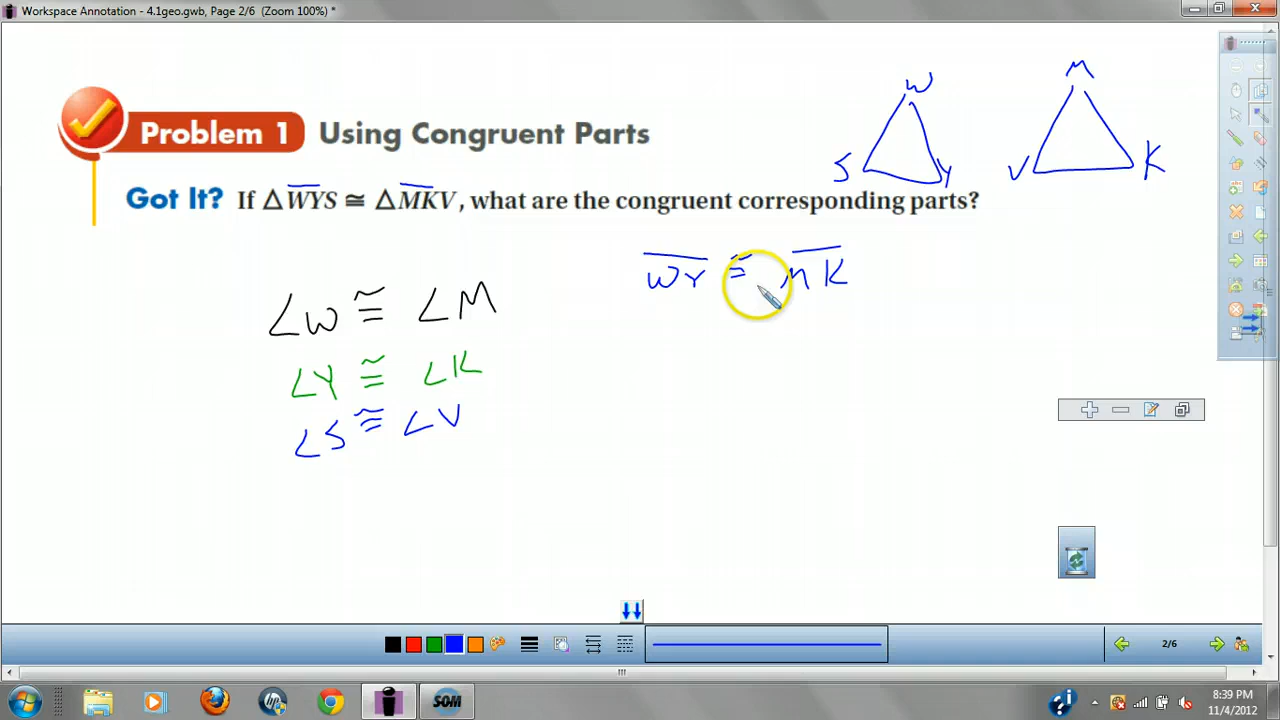 Workspace Annotation - 4.1geo.gwb, Page 2/6 (Zoom 100%) *
W
M
S
Y
V
K
Problem 1 Using Congruent Parts
Got It? If △WYS ≅ △MKV, what are the congruent corresponding parts?
WY ≅ MK
∠W ≅ ∠M
∠Y ≅ ∠K
∠S ≅ ∠V
2/6
SOM
8:39 PM
11/4/2012